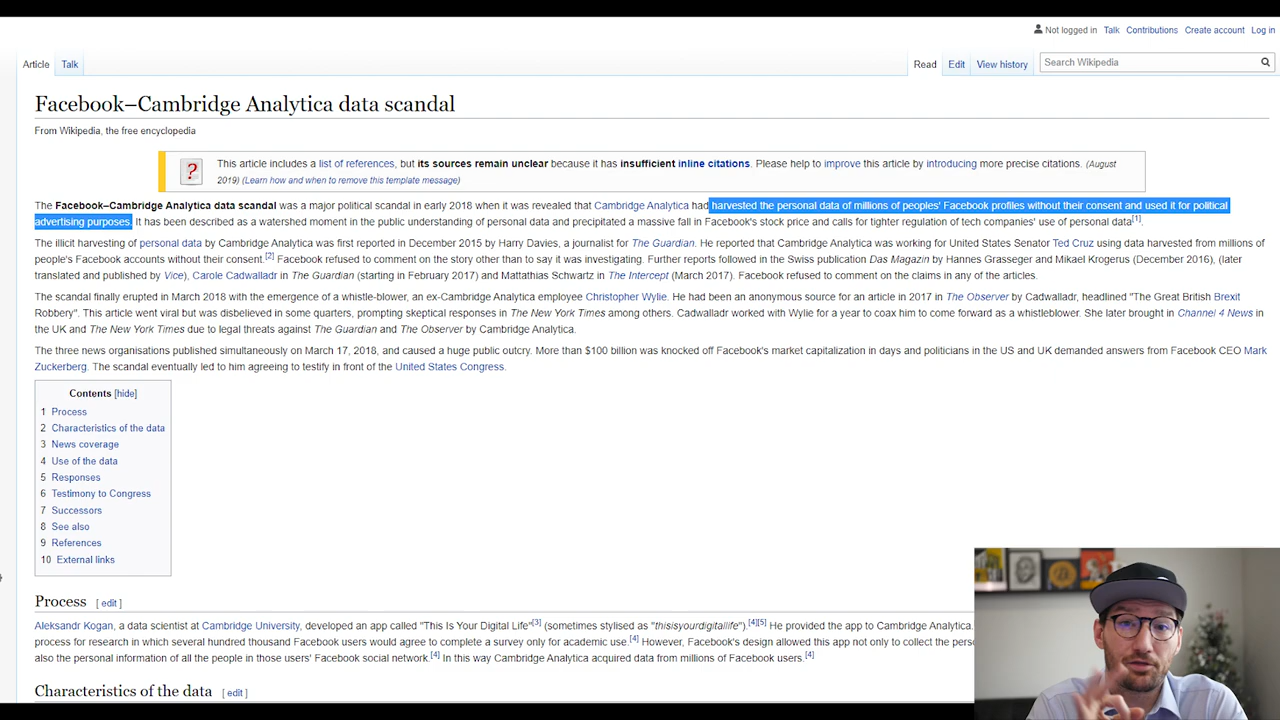 Not logged in Talk Contributions Create account Log in
Article Talk Read Edit View history Search Wikipedia
Facebook–Cambridge Analytica data scandal
From Wikipedia, the free encyclopedia
This article includes a list of references, but its sources remain unclear because it has insufficient inline citations. Please help to improve this article by introducing more precise citations. (August
2019) (Learn how and when to remove this template message)
The Facebook–Cambridge Analytica data scandal was a major political scandal in early 2018 when it was revealed that Cambridge Analytica had harvested the personal data of millions of peoples' Facebook profiles without their consent and used it for political
advertising purposes. It has been described as a watershed moment in the public understanding of personal data and precipitated a massive fall in Facebook's stock price and calls for tighter regulation of tech companies' use of personal data[1].
The illicit harvesting of personal data by Cambridge Analytica was first reported in December 2015 by Harry Davies, a journalist for The Guardian. He reported that Cambridge Analytica was working for United States Senator Ted Cruz using data harvested from millions of
people's Facebook accounts without their consent.[2] Facebook refused to comment on the story other than to say it was investigating. Further reports followed in the Swiss publication Das Magazin by Hannes Grasseger and Mikael Krogerus (December 2016), (later
translated and published by Vice), Carole Cadwalladr in The Guardian (starting in February 2017) and Mattathias Schwartz in The Intercept (March 2017). Facebook refused to comment on the claims in any of the articles.
The scandal finally erupted in March 2018 with the emergence of a whistle-blower, an ex-Cambridge Analytica employee Christopher Wylie. He had been an anonymous source for an article in 2017 in The Observer by Cadwalladr, headlined "The Great British Brexit
Robbery". This article went viral but was disbelieved in some quarters, prompting skeptical responses in The New York Times among others. Cadwalladr worked with Wylie for a year to coax him to come forward as a whistleblower. She later brought in Channel 4 News in
the UK and The New York Times due to legal threats against The Guardian and The Observer by Cambridge Analytica.
The three news organisations published simultaneously on March 17, 2018, and caused a huge public outcry. More than $100 billion was knocked off Facebook's market capitalization in days and politicians in the US and UK demanded answers from Facebook CEO Mark
Zuckerberg. The scandal eventually led to him agreeing to testify in front of the United States Congress.
Contents [hide]
1 Process
2 Characteristics of the data
3 News coverage
4 Use of the data
5 Responses
6 Testimony to Congress
7 Successors
8 See also
9 References
10 External links
Process [ edit ]
Aleksandr Kogan, a data scientist at Cambridge University, developed an app called "This Is Your Digital Life"[3] (sometimes stylised as "thisisyourdigitallife").[4][5] He provided the app to Cambridge Analytica.
process for research in which several hundred thousand Facebook users would agree to complete a survey only for academic use.[4] However, Facebook's design allowed this app not only to collect the
also the personal information of all the people in those users' Facebook social network.[4] In this way Cambridge Analytica acquired data from millions of Facebook users.[4]
Characteristics of the data [ edit ]